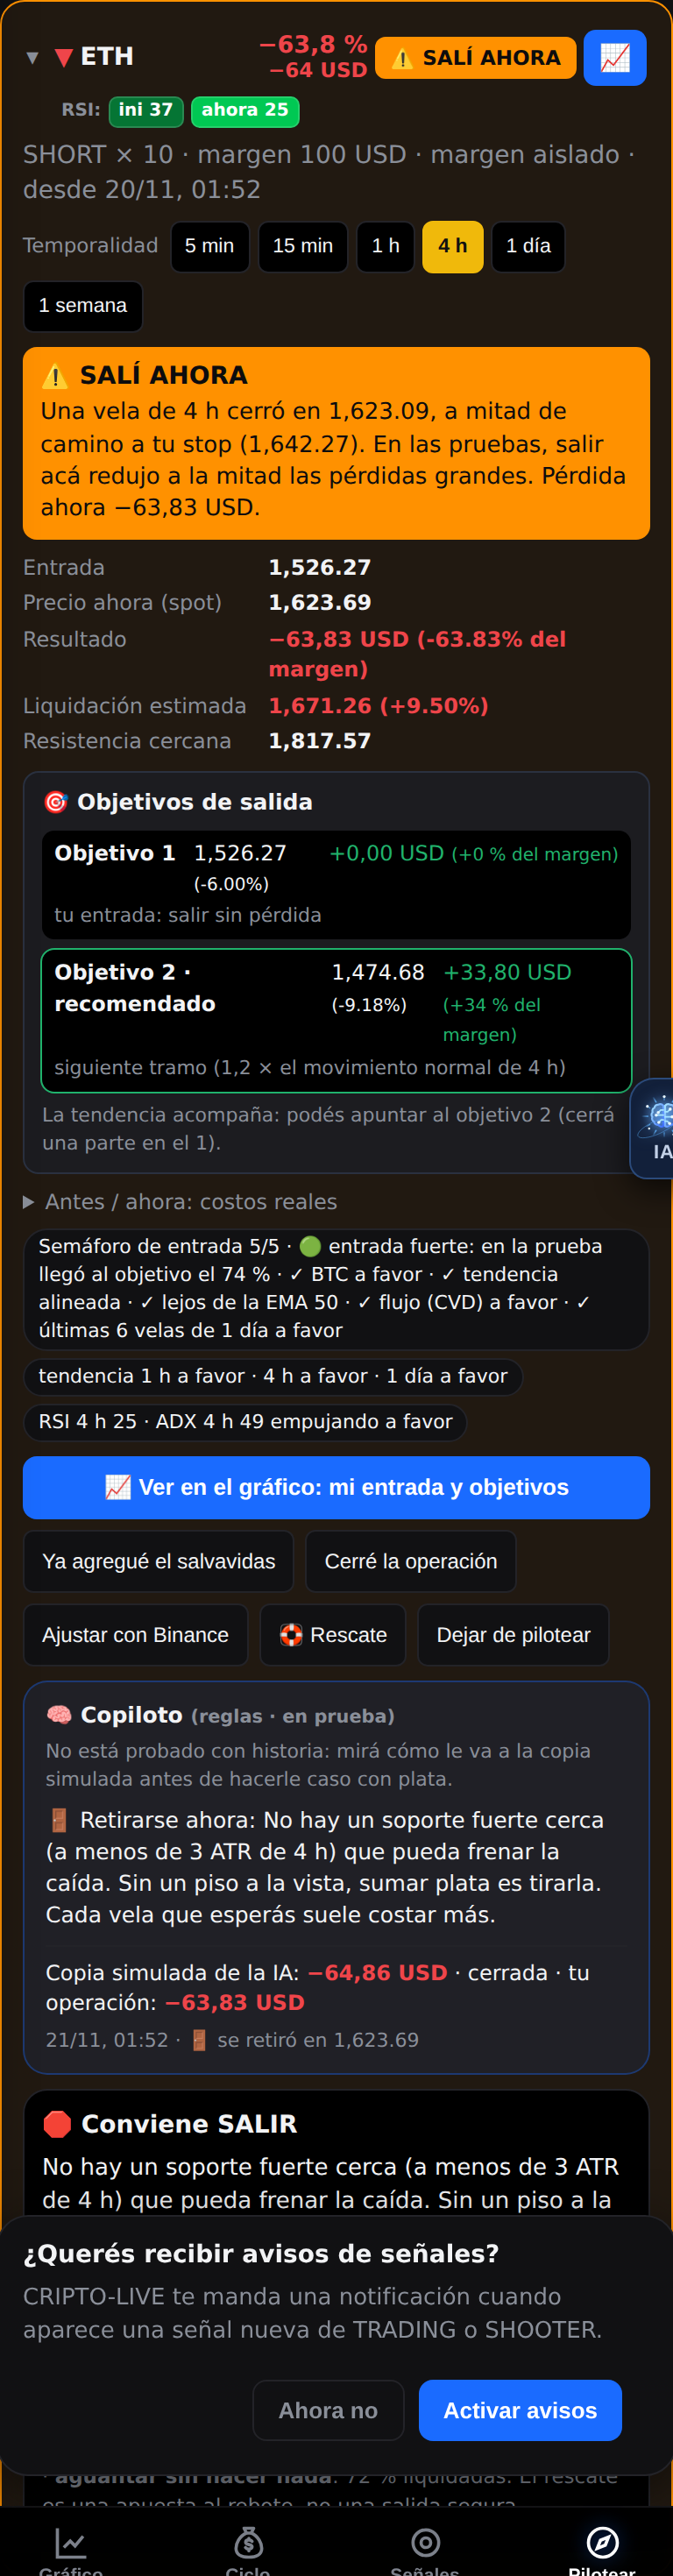 ▼ ▼ ETH −63,8 % −64 USD ⚠️ SALÍ AHORA
RSI: ini 37 ahora 25
SHORT × 10 · margen 100 USD · margen aislado ·
desde 20/11, 01:52
Temporalidad 5 min 15 min 1 h 4 h 1 día
1 semana
⚠️ SALÍ AHORA
Una vela de 4 h cerró en 1,623.09, a mitad de
camino a tu stop (1,642.27). En las pruebas, salir
acá redujo a la mitad las pérdidas grandes. Pérdida
ahora −63,83 USD.
Entrada 1,526.27
Precio ahora (spot) 1,623.69
Resultado −63,83 USD (-63.83% del
margen)
Liquidación estimada 1,671.26 (+9.50%)
Resistencia cercana 1,817.57
🎯 Objetivos de salida
Objetivo 1 1,526.27 +0,00 USD (+0 % del margen)
(-6.00%)
tu entrada: salir sin pérdida
Objetivo 2 · 1,474.68 +33,80 USD
recomendado (-9.18%) (+34 % del
margen)
siguiente tramo (1,2 × el movimiento normal de 4 h)
La tendencia acompaña: podés apuntar al objetivo 2 (cerrá
una parte en el 1).
IA
▶ Antes / ahora: costos reales
Semáforo de entrada 5/5 · 🟢 entrada fuerte: en la prueba
llegó al objetivo el 74 % · ✓ BTC a favor · ✓ tendencia
alineada · ✓ lejos de la EMA 50 · ✓ flujo (CVD) a favor · ✓
últimas 6 velas de 1 día a favor
tendencia 1 h a favor · 4 h a favor · 1 día a favor
RSI 4 h 25 · ADX 4 h 49 empujando a favor
📈 Ver en el gráfico: mi entrada y objetivos
Ya agregué el salvavidas Cerré la operación
Ajustar con Binance 🛟 Rescate Dejar de pilotear
🧠 Copiloto (reglas · en prueba)
No está probado con historia: mirá cómo le va a la copia
simulada antes de hacerle caso con plata.
🚪 Retirarse ahora: No hay un soporte fuerte cerca
(a menos de 3 ATR de 4 h) que pueda frenar la
caída. Sin un piso a la vista, sumar plata es tirarla.
Cada vela que esperás suele costar más.
Copia simulada de la IA: −64,86 USD · cerrada · tu
operación: −63,83 USD
21/11, 01:52 · 🚪 se retiró en 1,623.69
🛑 Conviene SALIR
No hay un soporte fuerte cerca (a menos de 3 ATR
de 4 h) que pueda frenar la caída. Sin un piso a la
¿Querés recibir avisos de señales?
CRIPTO-LIVE te manda una notificación cuando
aparece una señal nueva de TRADING o SHOOTER.
Ahora no Activar avisos
· aguantar sin hacer nada: 72 % liquidadas. El rescate
es una apuesta al rebote, no una salida segura.
Gráfico Ciclo Señales Pilotear